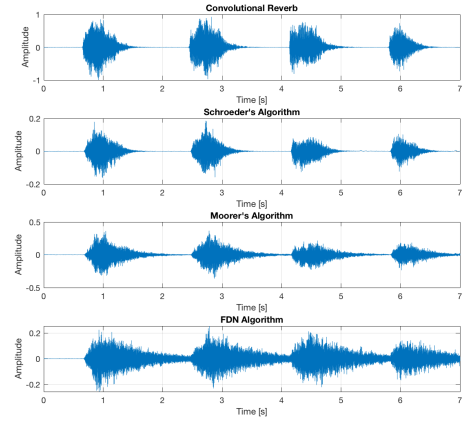 Convolutional Reverb
1
0
-1
Amplitude
0 1 2 3 4 5 6 7
Time [s]
Schroeder's Algorithm
0.2
0
-0.2
Amplitude
0 1 2 3 4 5 6 7
Time [s]
Moorer's Algorithm
0.5
0
-0.5
Amplitude
0 1 2 3 4 5 6 7
Time [s]
FDN Algorithm
0.2
0
-0.2
Amplitude
0 1 2 3 4 5 6 7
Time [s]